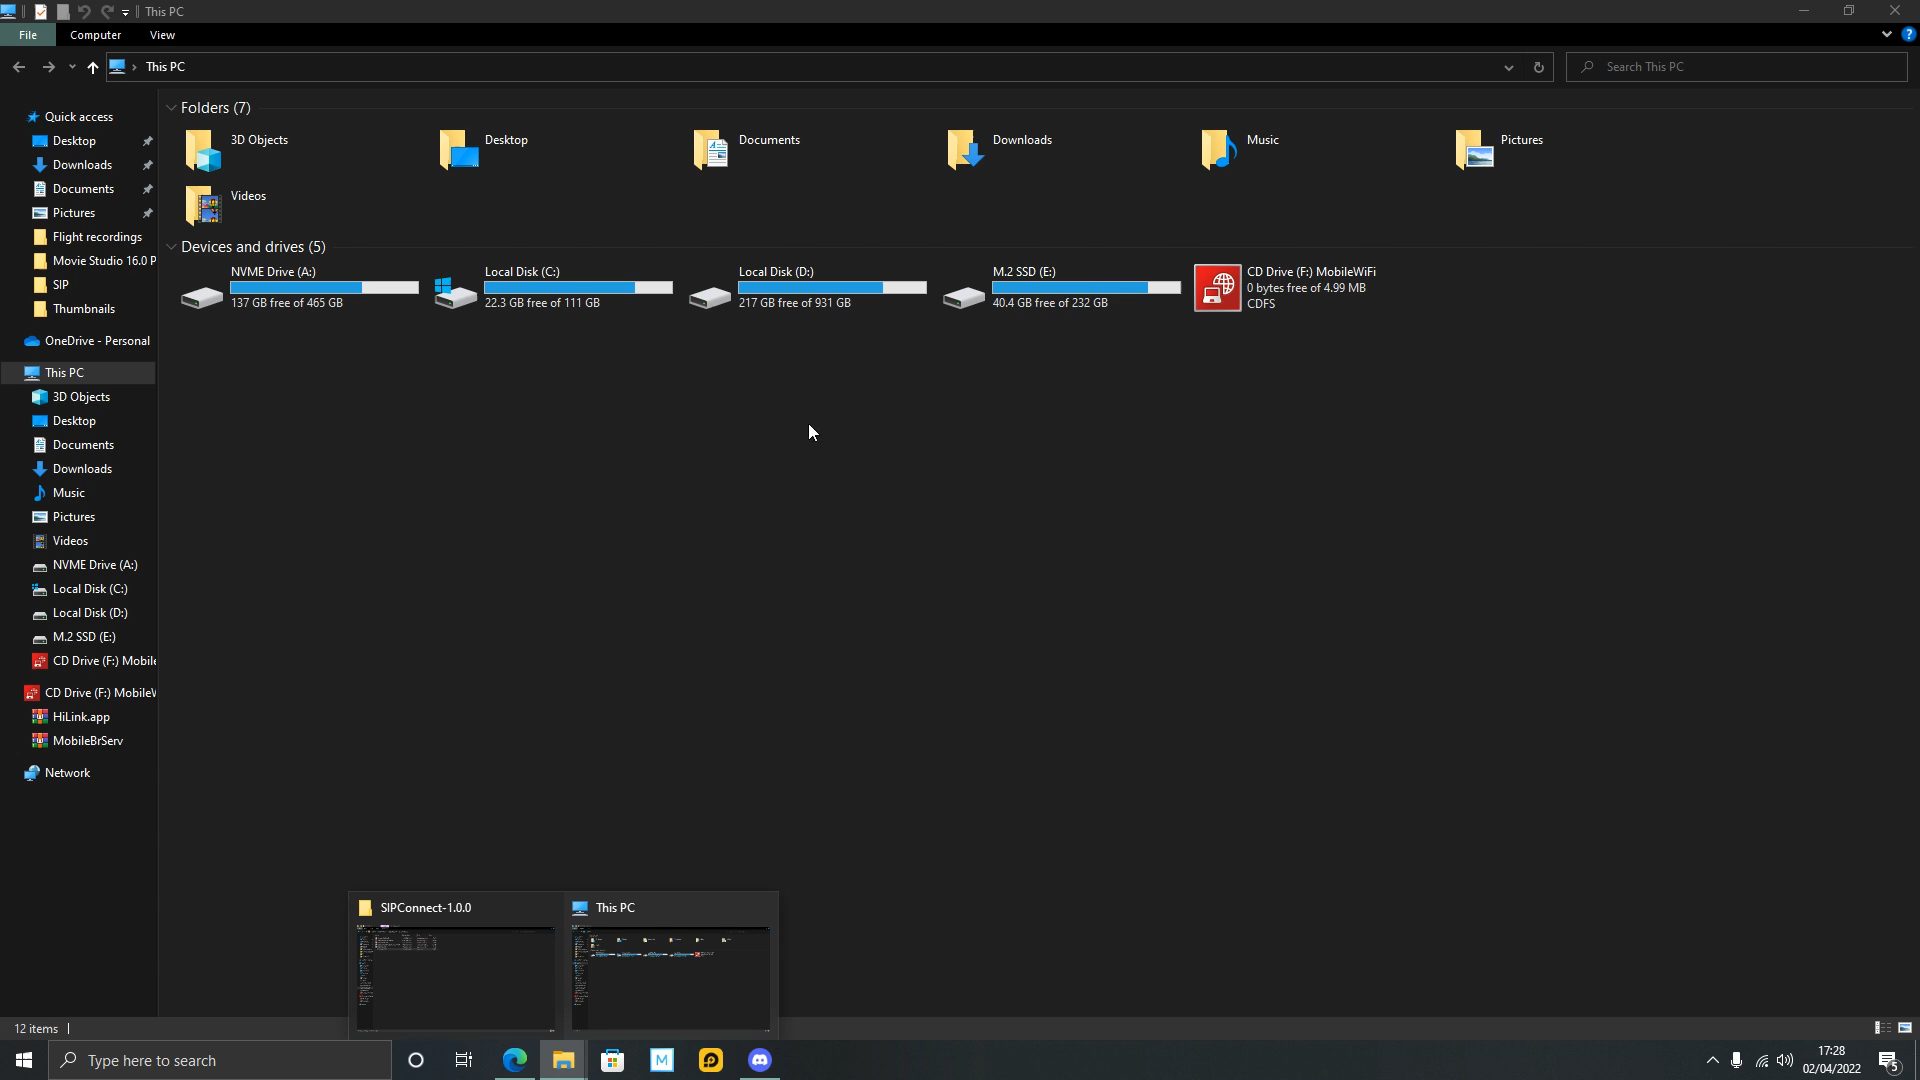 This PC
File
Computer
View
This PC
Search This PC
Quick access
Desktop
Downloads
Documents
Pictures
Flight recordings
Movie Studio 16.0 P
SIP
Thumbnails
OneDrive - Personal
This PC
3D Objects
Desktop
Documents
Downloads
Music
Pictures
Videos
NVME Drive (A:)
Local Disk (C:)
Local Disk (D:)
M.2 SSD (E:)
CD Drive (F:) Mobile
CD Drive (F:) MobileW
HiLink.app
MobileBrServ
Network
Folders (7)
3D Objects
Desktop
Documents
Downloads
Music
Pictures
Videos
Devices and drives (5)
NVME Drive (A:)
137 GB free of 465 GB
Local Disk (C:)
22.3 GB free of 111 GB
Local Disk (D:)
217 GB free of 931 GB
M.2 SSD (E:)
40.4 GB free of 232 GB
CD Drive (F:) MobileWiFi
0 bytes free of 4.99 MB
CDFS
SIPConnect-1.0.0
This PC
12 items
Type here to search
17:28
02/04/2022
5